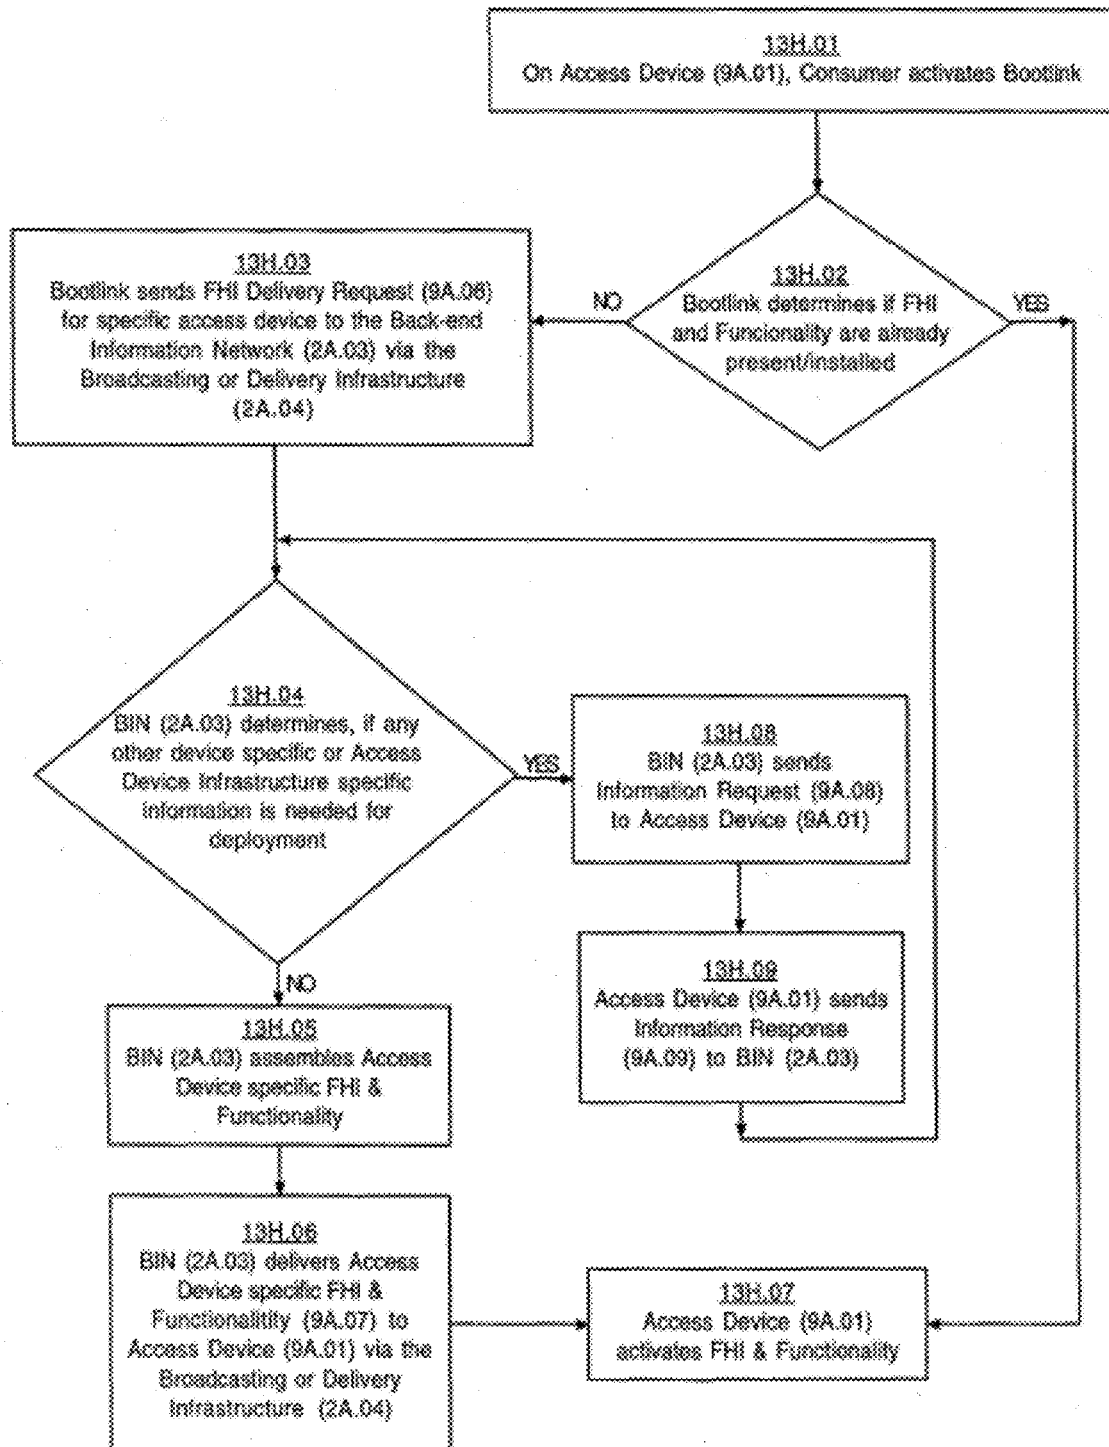 13H.01
On Access Device (9A.01), Consumer activates Bootlink
13H.02
Bootlink determines if FHI
and Funcionality are already
present/installed
NO
YES
13H.03
Bootlink sends FHI Delivery Request (9A.06)
for specific access device to the Back-end
Information Network (2A.03) via the
Broadcasting or Delivery Infrastructure
(2A.04)
13H.04
BIN (2A.03) determines, if any
other device specific or Access
Device Infrastructure specific
information is needed for
deployment
YES
NO
13H.08
BIN (2A.03) sends
Information Request (9A.08)
to Access Device (9A.01)
13H.09
Access Device (9A.01) sends
Information Response
(9A.09) to BIN (2A.03)
13H.05
BIN (2A.03) assembles Access
Device specific FHI &
Functionality
13H.06
BIN (2A.03) delivers Access
Device specific FHI &
Functionalitity (9A.07) to
Access Device (9A.01) via the
Broadcasting or Delivery
Infrastructure (2A.04)
13H.07
Access Device (9A.01)
activates FHI & Functionality